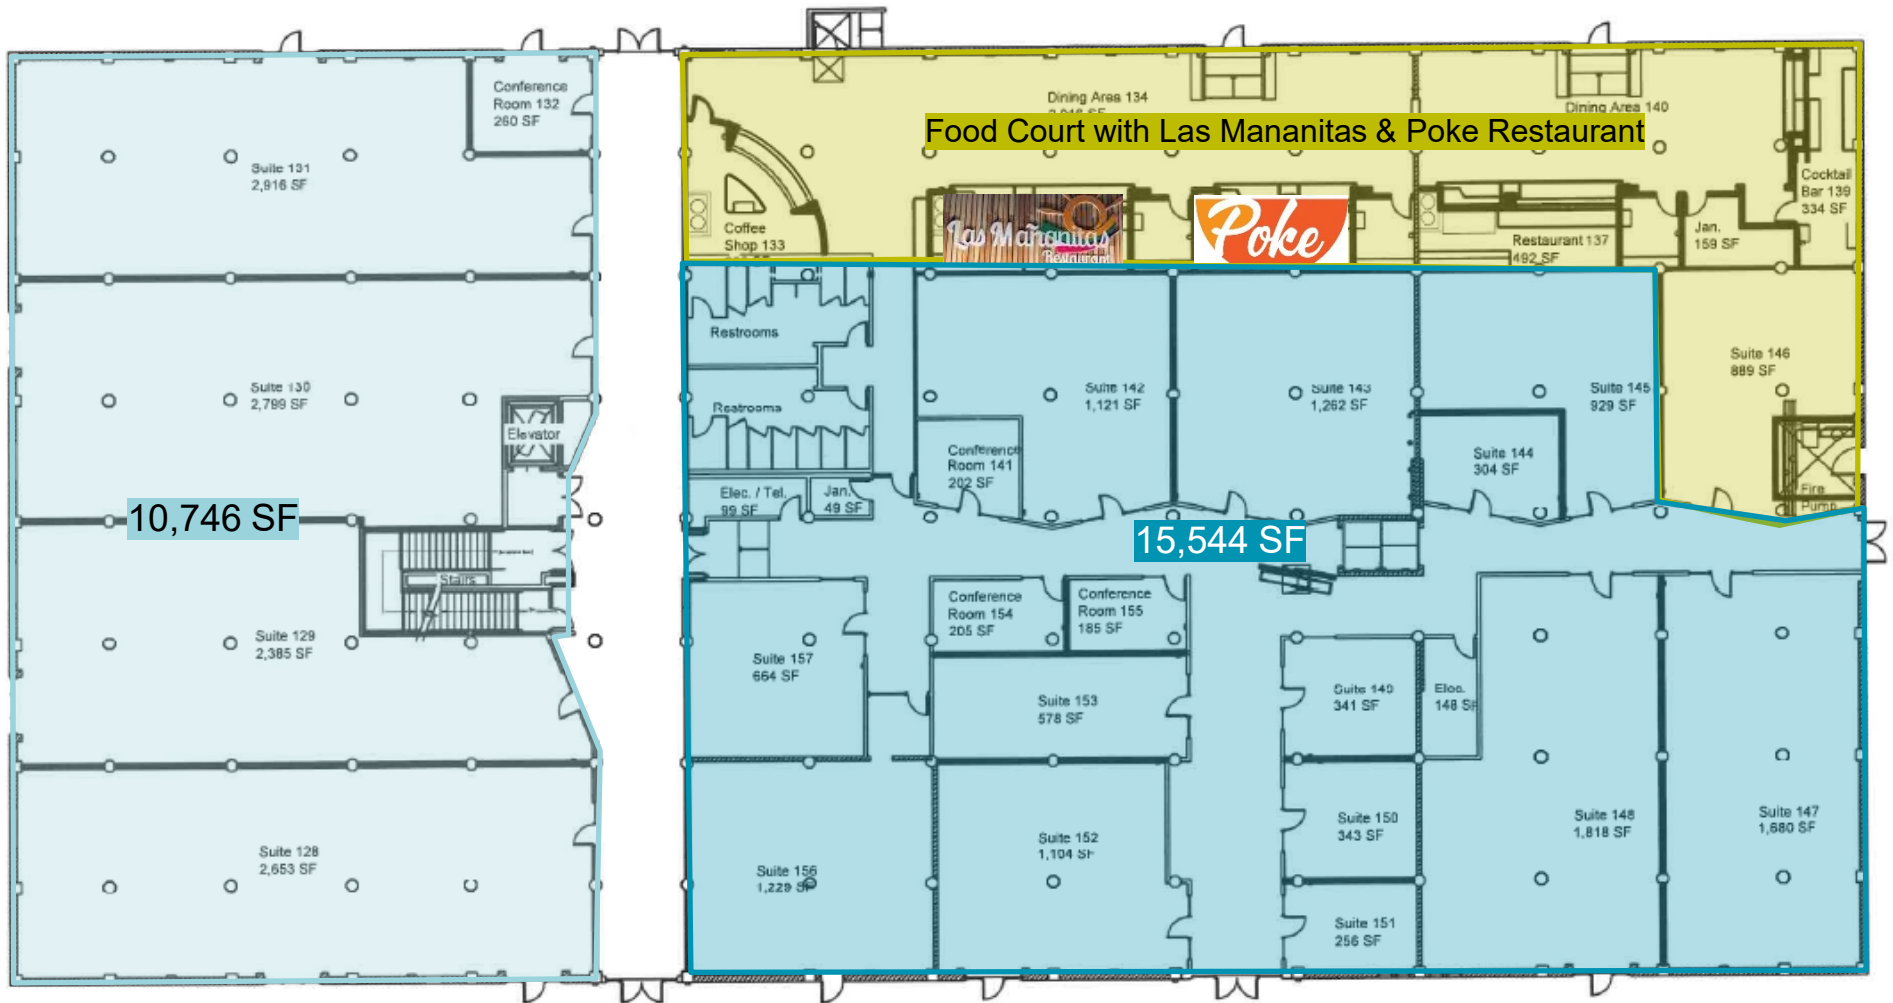 Conference
Room 132
260 SF
Suite 131
2,916 SF
Suite 130
2,789 SF
Elevator
10,746 SF
Stairs
Suite 129
2,385 SF
Suite 128
2,653 SF
Dining Area 134
Dining Area 140
Food Court with Las Mananitas & Poke Restaurant
Coffee
Shop 133
Las Mañanitas
Restaurant
Poke
Restaurant 137
492 SF
Jan.
159 SF
Cocktail
Bar 139
334 SF
Suite 146
889 SF
Fire
Pump
Restrooms
Restrooms
Elec. / Tel.
99 SF
Jan.
49 SF
Suite 142
1,121 SF
Conference
Room 141
202 SF
Suite 143
1,262 SF
Suite 145
929 SF
Suite 144
304 SF
15,544 SF
Suite 157
664 SF
Conference
Room 154
205 SF
Conference
Room 155
185 SF
Suite 153
578 SF
Suite 149
341 SF
Elec.
148 SF
Suite 156
1,229 SF
Suite 152
1,104 SF
Suite 150
343 SF
Suite 151
256 SF
Suite 148
1,818 SF
Suite 147
1,680 SF